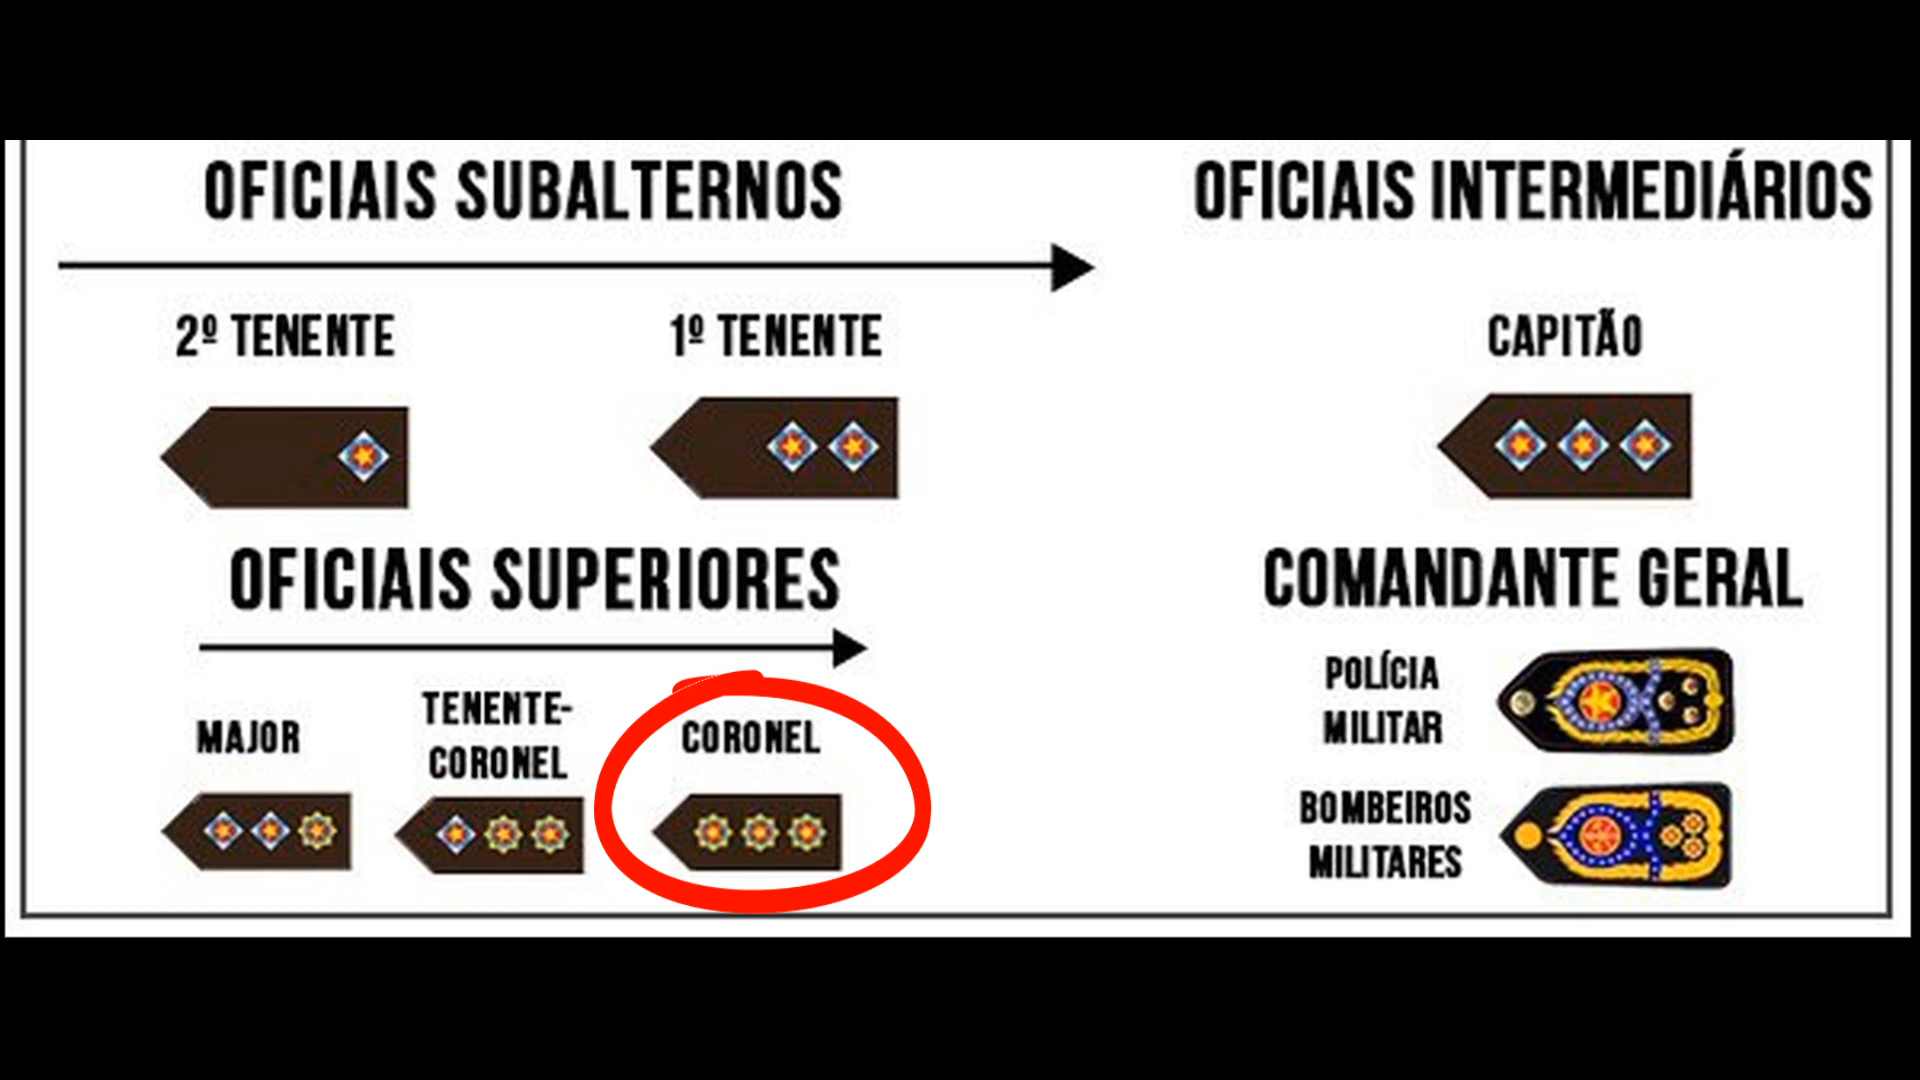 OFICIAIS SUBALTERNOS
OFICIAIS INTERMEDIÁRIOS
2º TENENTE
1º TENENTE
CAPITÃO
OFICIAIS SUPERIORES
COMANDANTE GERAL
MAJOR
TENENTE-
CORONEL
CORONEL
POLÍCIA
MILITAR
BOMBEIROS
MILITARES